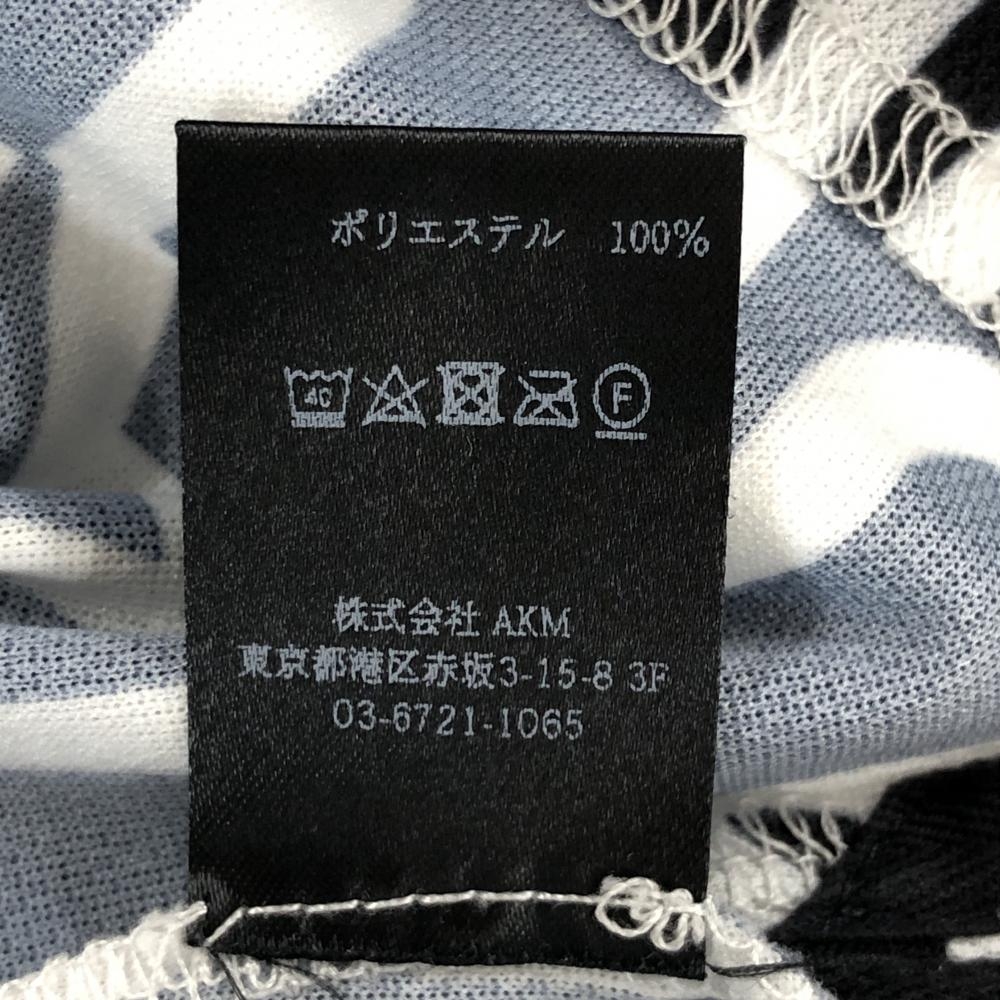 ポリエステル 100%
40
F
株式会社 AKM
東京都港区赤坂3-15-8 3F
03-6721-1065